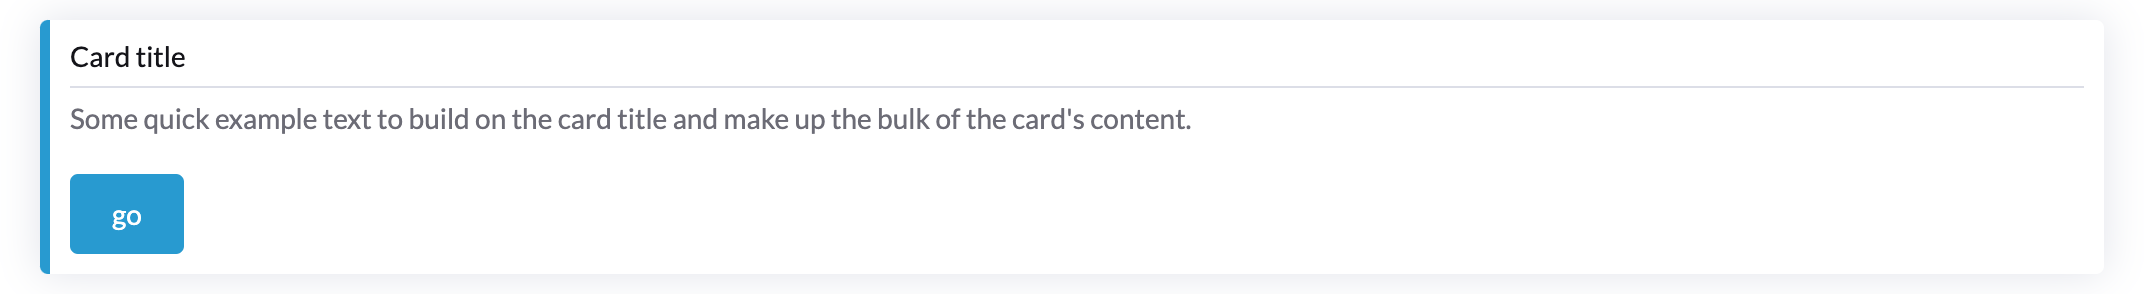 Card title
Some quick example text to build on the card title and make up the bulk of the card's content.
go